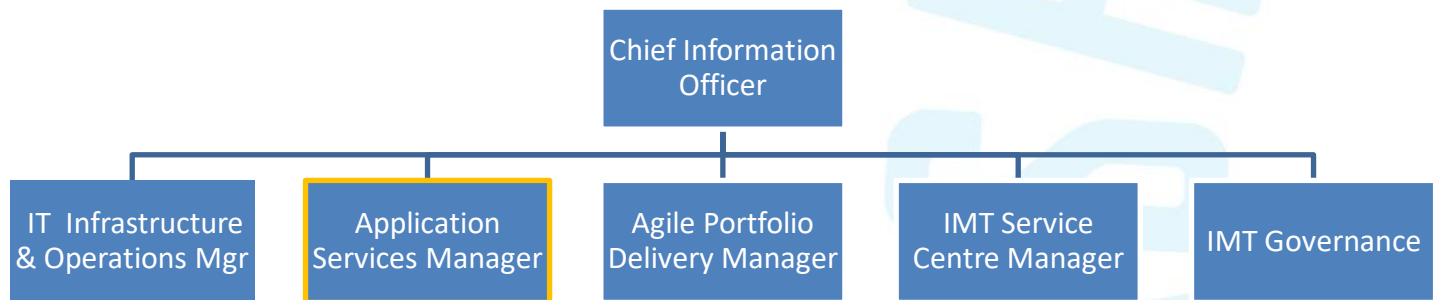 Chief Information
Officer
IT Infrastructure
& Operations Mgr
Application
Services Manager
Agile Portfolio
Delivery Manager
IMT Service
Centre Manager
IMT Governance